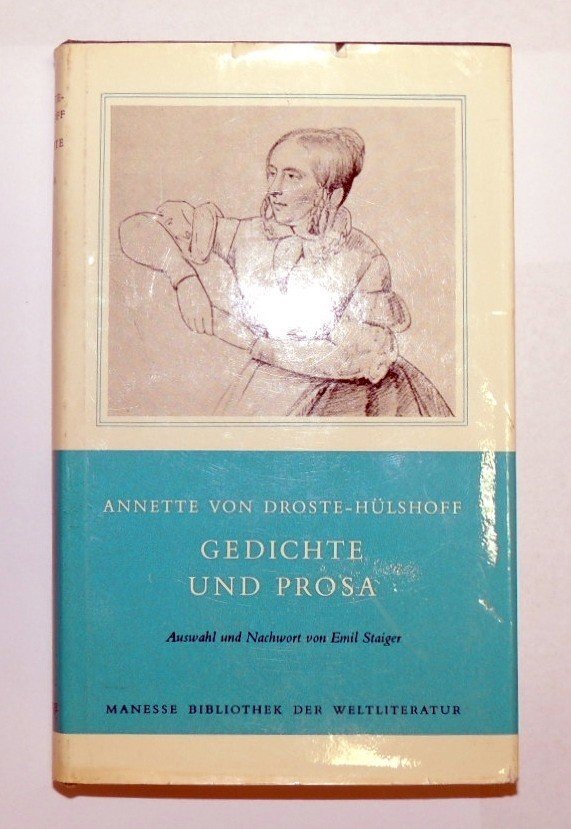 ANNETTE VON DROSTE-HÜLSHOFF
GEDICHTE
UND PROSA
Auswahl und Nachwort von Emil Staiger
MANESSE BIBLIOTHEK DER WELTLITERATUR